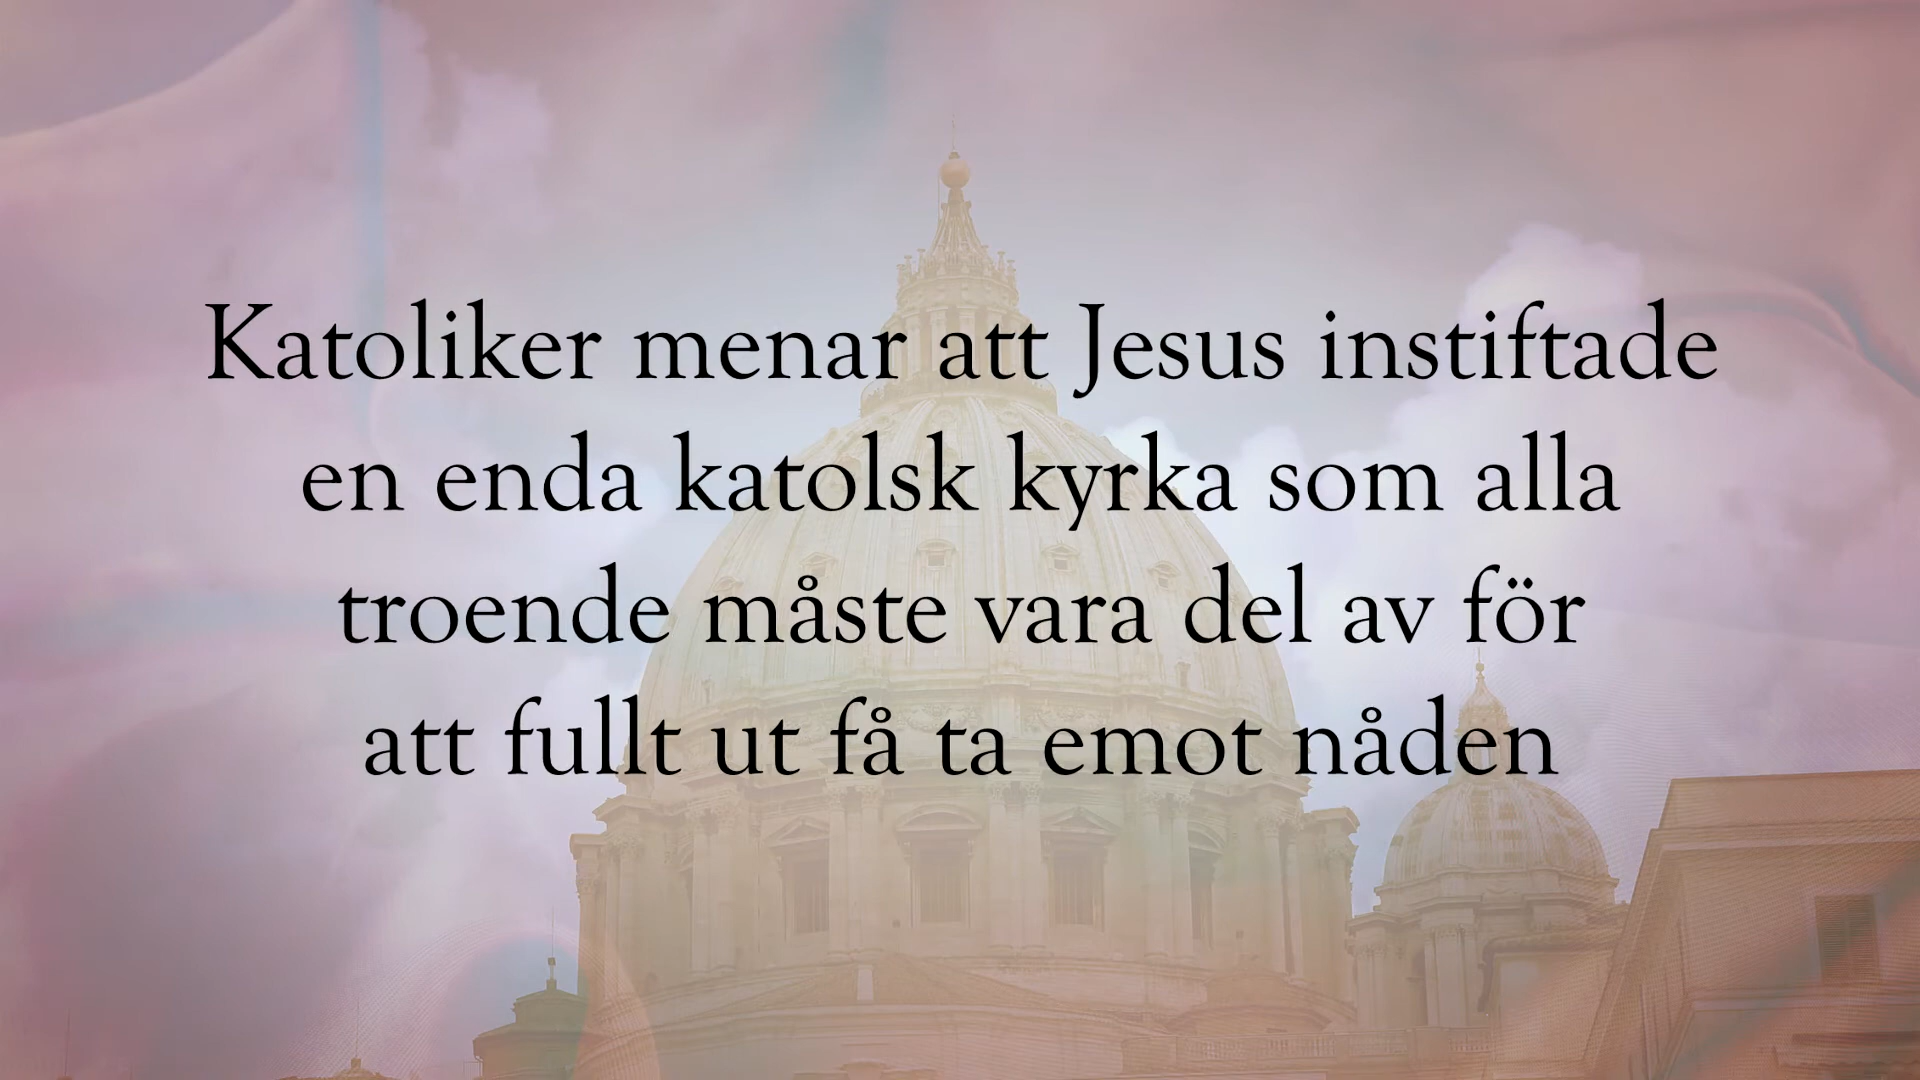 Katoliker menar att Jesus instiftade
en enda katolsk kyrka som alla
troende måste vara del av för
att fullt ut få ta emot nåden